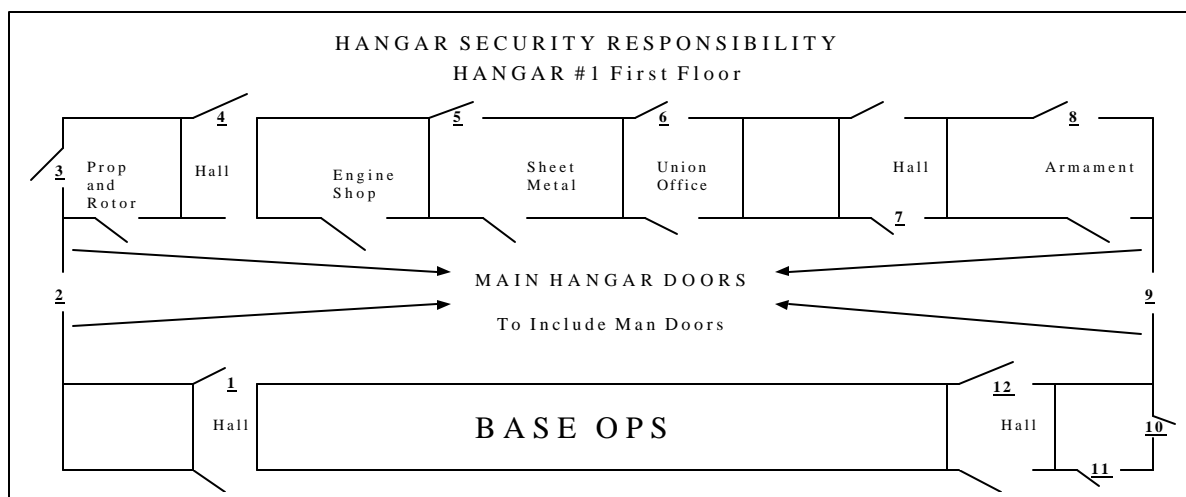 HANGAR SECURITY RESPONSIBILITY
HANGAR #1 First Floor
4
5
6
8
3
Prop
and
Rotor
Hall
Engine
Shop
Sheet
Metal
Union
Office
Hall
Armament
7
MAIN HANGAR DOORS
2
9
To Include Man Doors
1
12
Hall
BASE OPS
Hall
10
11